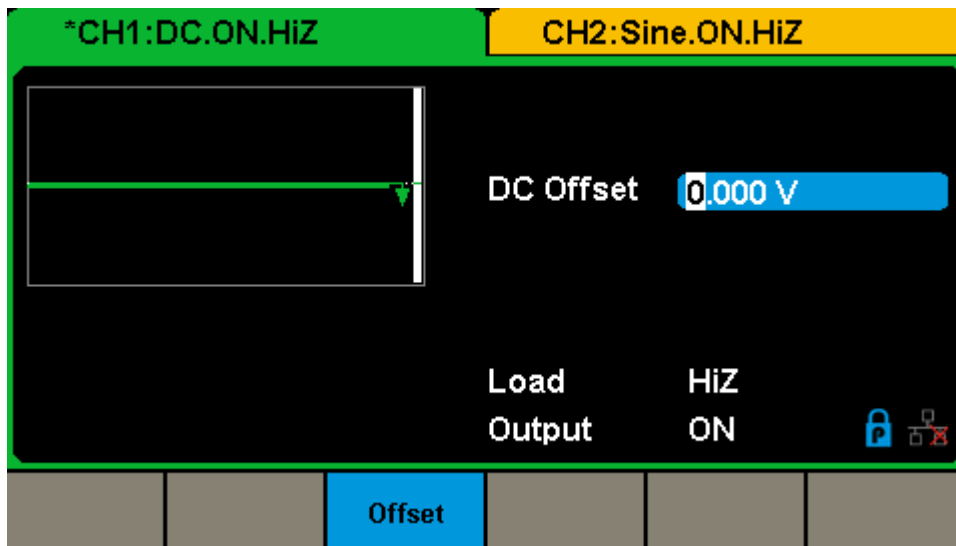 *CH1:DC.ON.HiZ
CH2:Sine.ON.HiZ
DC Offset 0.000 V
Load HiZ
Output ON
P
Offset